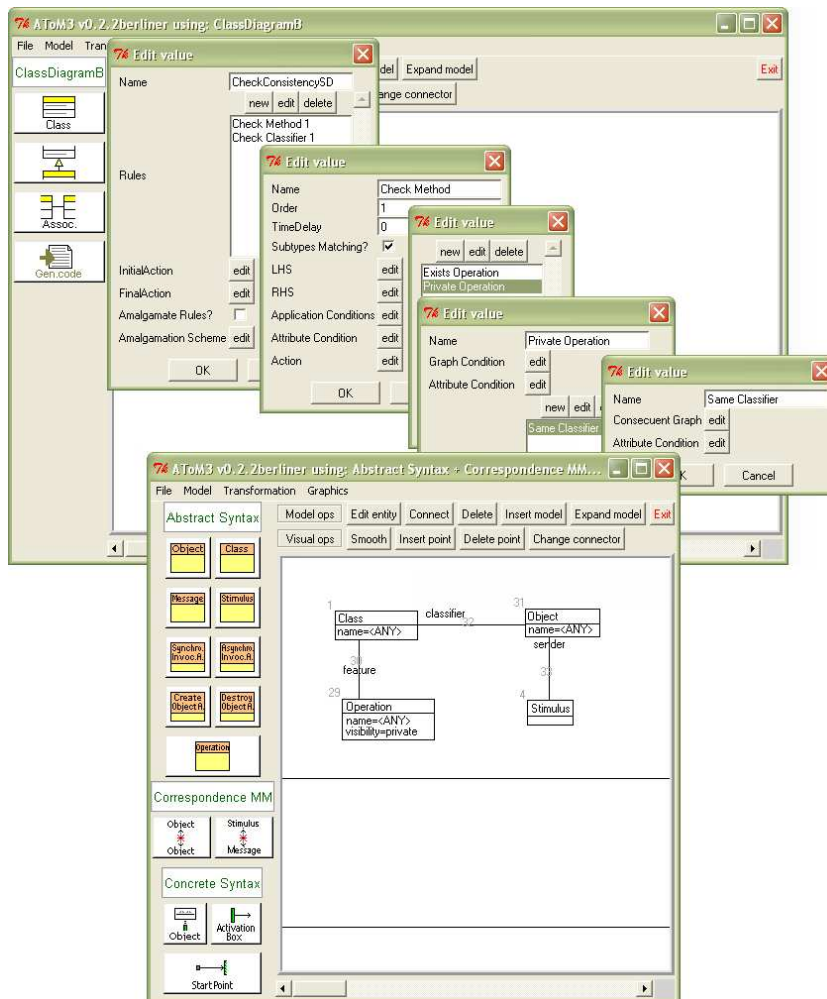 AToM3 v0.2.2berliner using: ClassDiagramB
File Model Tran
del Expand model Exit
ange connector
ClassDiagramB
Class
Assoc.
Gen.code
Edit value
Name CheckConsistencySD
new edit delete
Check Method 1
Check Classifier 1
Rules
InitialAction edit
FinalAction edit
Amalgamate Rules?
Amalgamation Scheme edit
OK
Edit value
Name Check Method
Order 1
TimeDelay 0
Subtypes Matching?
LHS edit
RHS edit
Application Conditions edit
Attribute Condition edit
Action edit
OK
Edit value
new edit delete
Exists Operation
Private Operation
Edit value
Name Private Operation
Graph Condition edit
Attribute Condition edit
new edit
Same Classifier
Edit value
Name Same Classifier
Consecuent Graph edit
Attribute Condition edit
K Cancel
AToM3 v0.2.2berliner using: Abstract Syntax + Correspondence MM...
File Model Transformation Graphics
Model ops Edit entity Connect Delete Insert model Expand model Exit
Visual ops Smooth Insert point Delete point Change connector
Abstract Syntax
Object Class
Message Stimulus
Synchro. Invoc.A. Asynchro. Invoc.A.
Create ObjectA. Destroy ObjectA.
Operation
Correspondence MM
Object Stimulus
Object Message
Concrete Syntax
Object Activation Box
Start Point
1
Class
name=<ANY>
classifier
32
31
Object
name=<ANY>
30
feature
sender
33
29
Operation
name=<ANY>
visibility=private
4
Stimulus